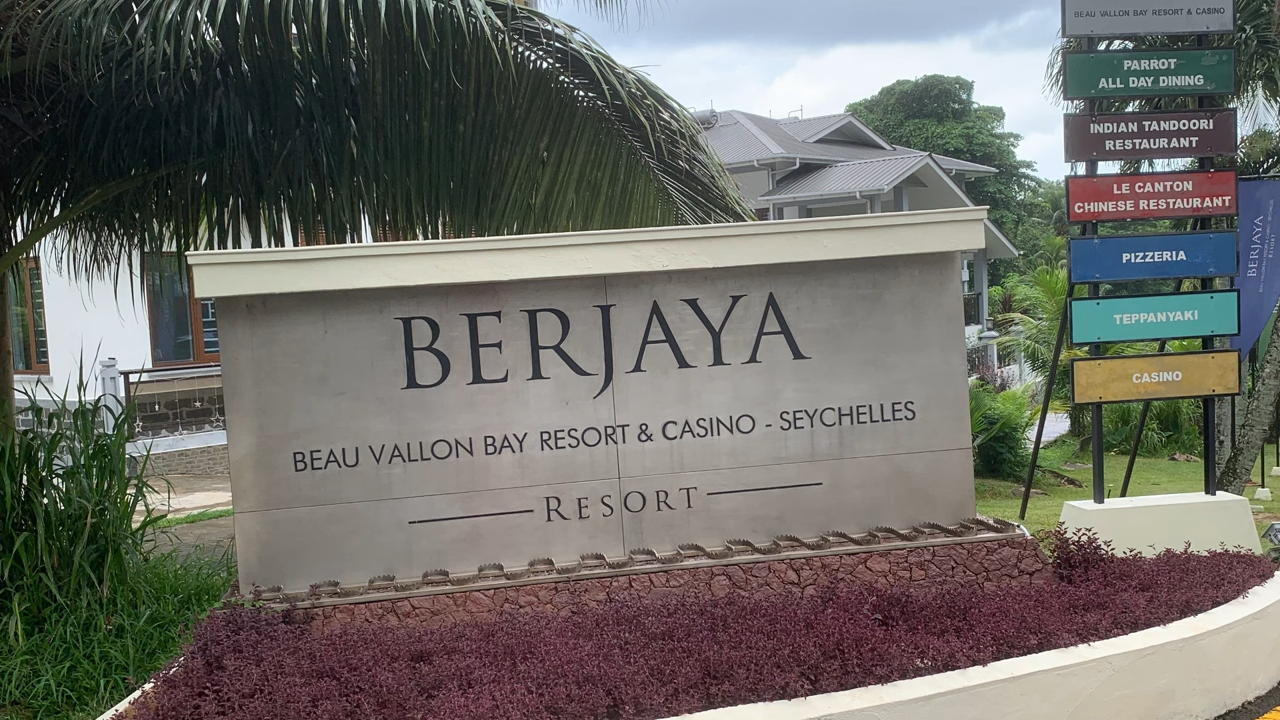 BERJAYA
BEAU VALLON BAY RESORT & CASINO - SEYCHELLES
RESORT
BEAU VALLON BAY RESORT & CASINO
PARROT
ALL DAY DINING
INDIAN TANDOORI
RESTAURANT
LE CANTON
CHINESE RESTAURANT
PIZZERIA
TEPPANYAKI
CASINO
BERJAYA